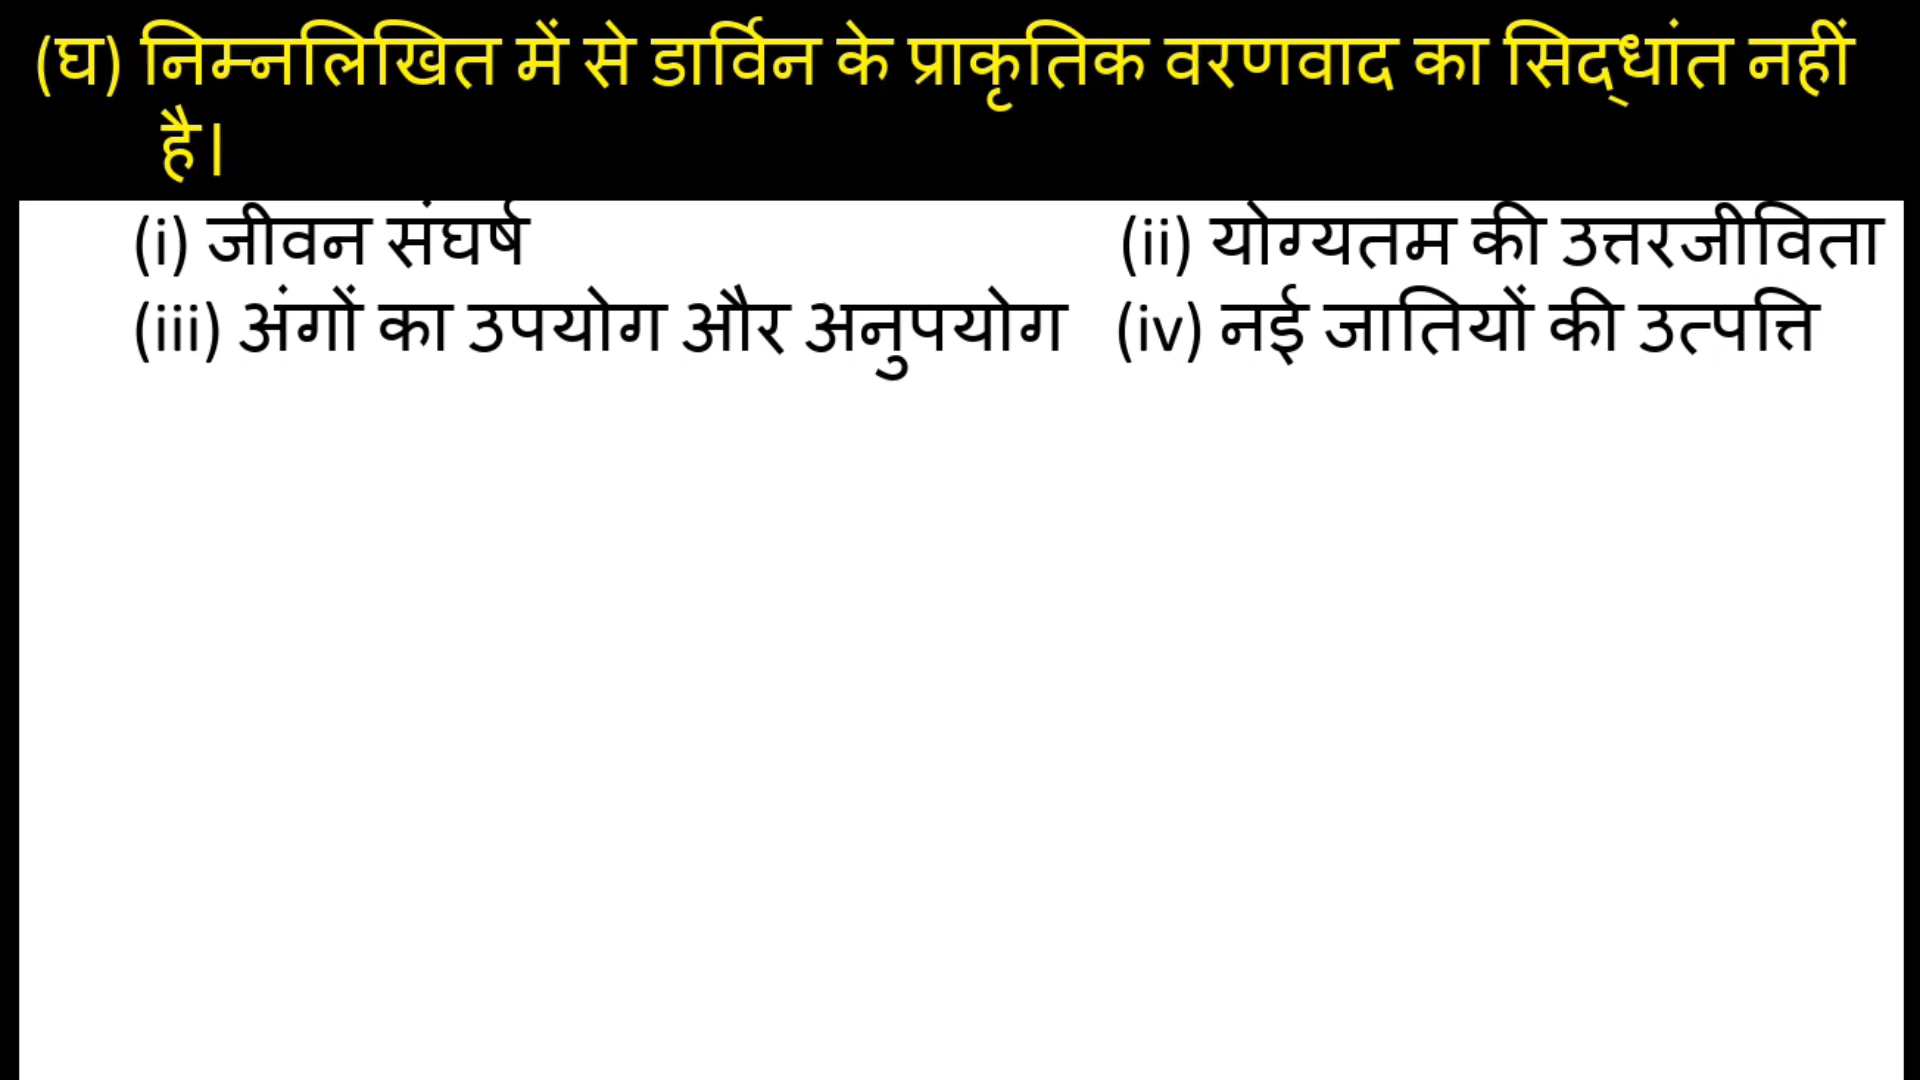 (घ) निम्नलिखित में से डार्विन के प्राकृतिक वरणवाद का सिद्‌धांत नहीं
है।
(i) जीवन संघर्ष (ii) योग्यतम की उत्तरजीविता
(iii) अंगों का उपयोग और अनुपयोग (iv) नई जातियों की उत्पत्ति